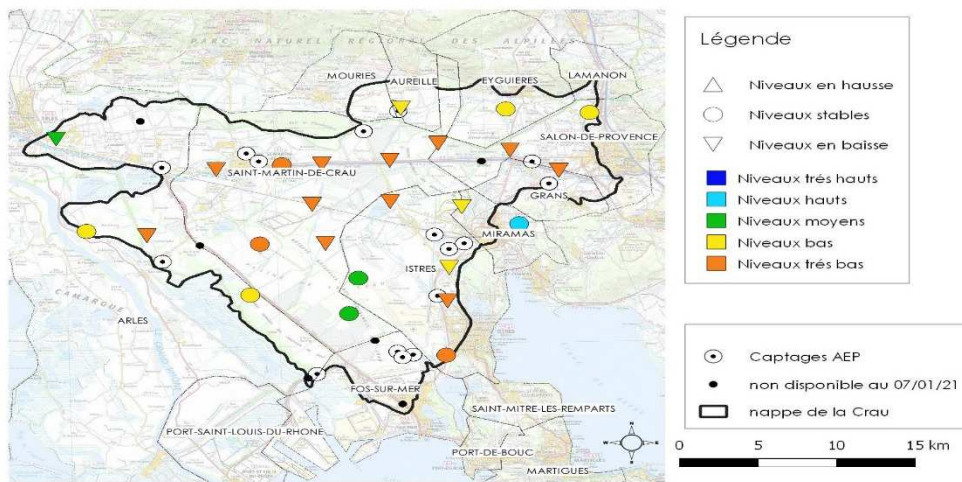 PARC NATUREL RÉGIONAL DES ALPILLES
MOURIES
AUREILLE
EYGUIERES
LAMANON
SALON-DE-PROVENCE
SAINT-MARTIN-DE-CRAU
GRANS
MIRAMAS
ISTRES
CAMARGUE
ARLES
FOS-SUR-MER
SAINT-MITRE-LES-REMPARTS
PORT-SAINT-LOUIS-DU-RHONE
PORT-DE-BOUC
MARTIGUES
N
W E
S
Légende
Niveaux en hausse
Niveaux stables
Niveaux en baisse
Niveaux trés hauts
Niveaux hauts
Niveaux moyens
Niveaux bas
Niveaux trés bas
Captages AEP
non disponible au 07/01/21
nappe de la Crau
0 5 10 15 km